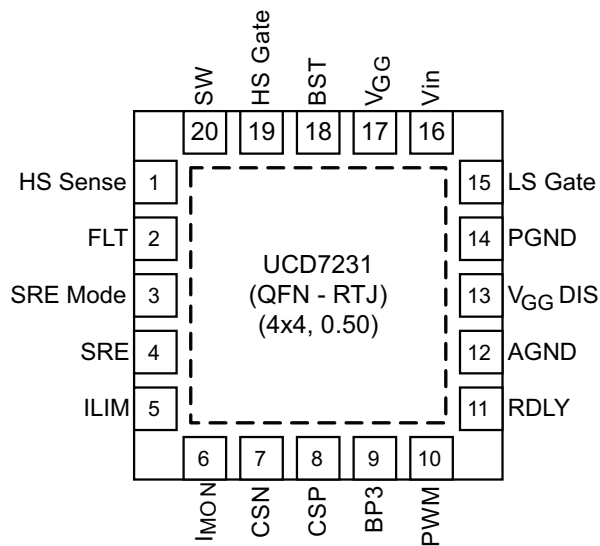 SW
HS Gate
BST
VGG
Vin
20
19
18
17
16
HS Sense 1
15 LS Gate
FLT 2
14 PGND
SRE Mode 3
13 VGG DIS
SRE 4
12 AGND
ILIM 5
11 RDLY
UCD7231
(QFN - RTJ)
(4x4, 0.50)
6
7
8
9
10
IMON
CSN
CSP
BP3
PWM